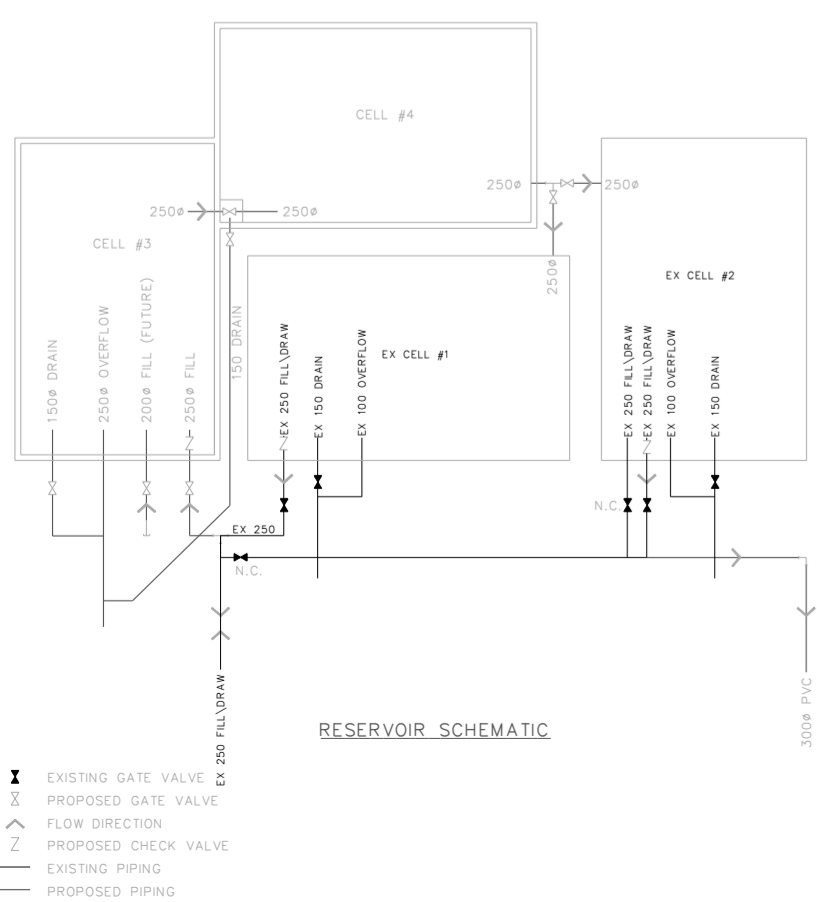 CELL #4
250ø
250ø
250ø
250ø
CELL #3
250ø
EX CELL #2
EX CELL #1
150ø DRAIN
250ø OVERFLOW
200ø FILL (FUTURE)
250ø FILL
150 DRAIN
EX 250 FILL\DRAW
EX 150 DRAIN
EX 100 OVERFLOW
EX 250 FILL\DRAW
EX 250 FILL\DRAW
EX 100 OVERFLOW
EX 150 DRAIN
N.C.
EX 250
N.C.
EX 250 FILL\DRAW
300ø PVC
RESERVOIR SCHEMATIC
EXISTING GATE VALVE
PROPOSED GATE VALVE
FLOW DIRECTION
PROPOSED CHECK VALVE
EXISTING PIPING
PROPOSED PIPING